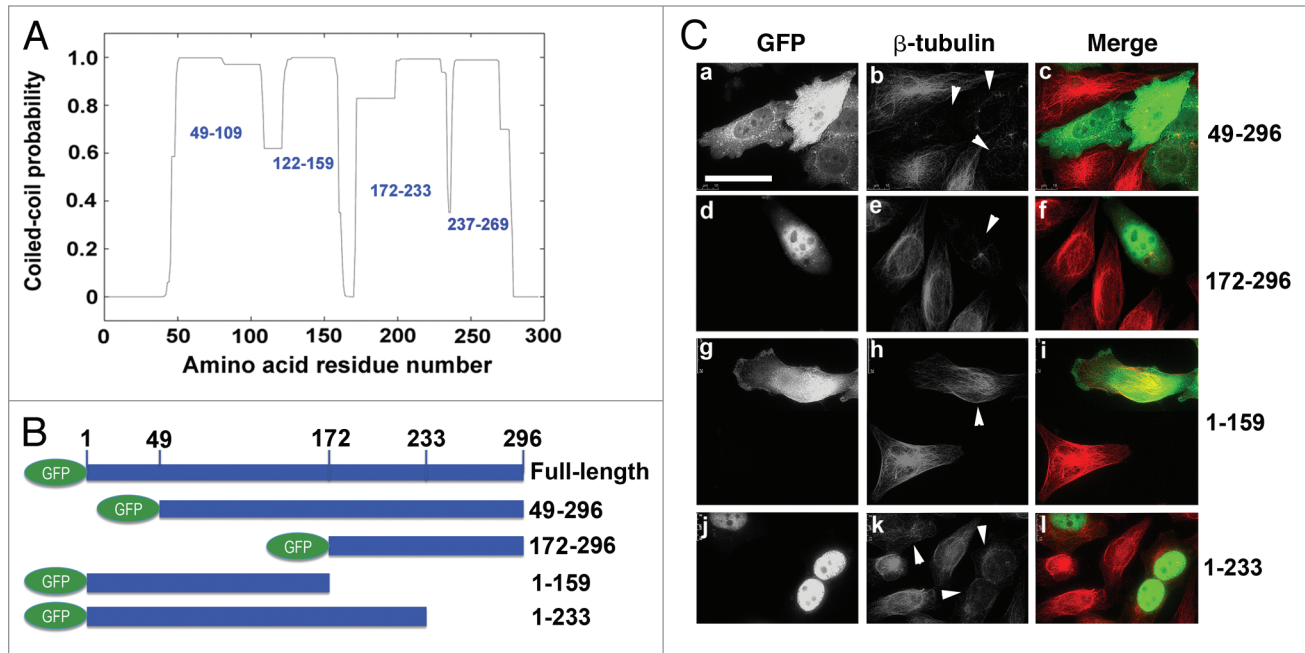 A
Coiled-coil probability
1.0
0.8
0.6
0.4
0.2
0
49-109
122-159
172-233
237-269
0 50 100 150 200 250 300
Amino acid residue number
B
1 49 172 233 296
GFP Full-length
GFP 49-296
GFP 172-296
GFP 1-159
GFP 1-233
C
GFP β-tubulin Merge
a b c 49-296
d e f 172-296
g h i 1-159
j k l 1-233